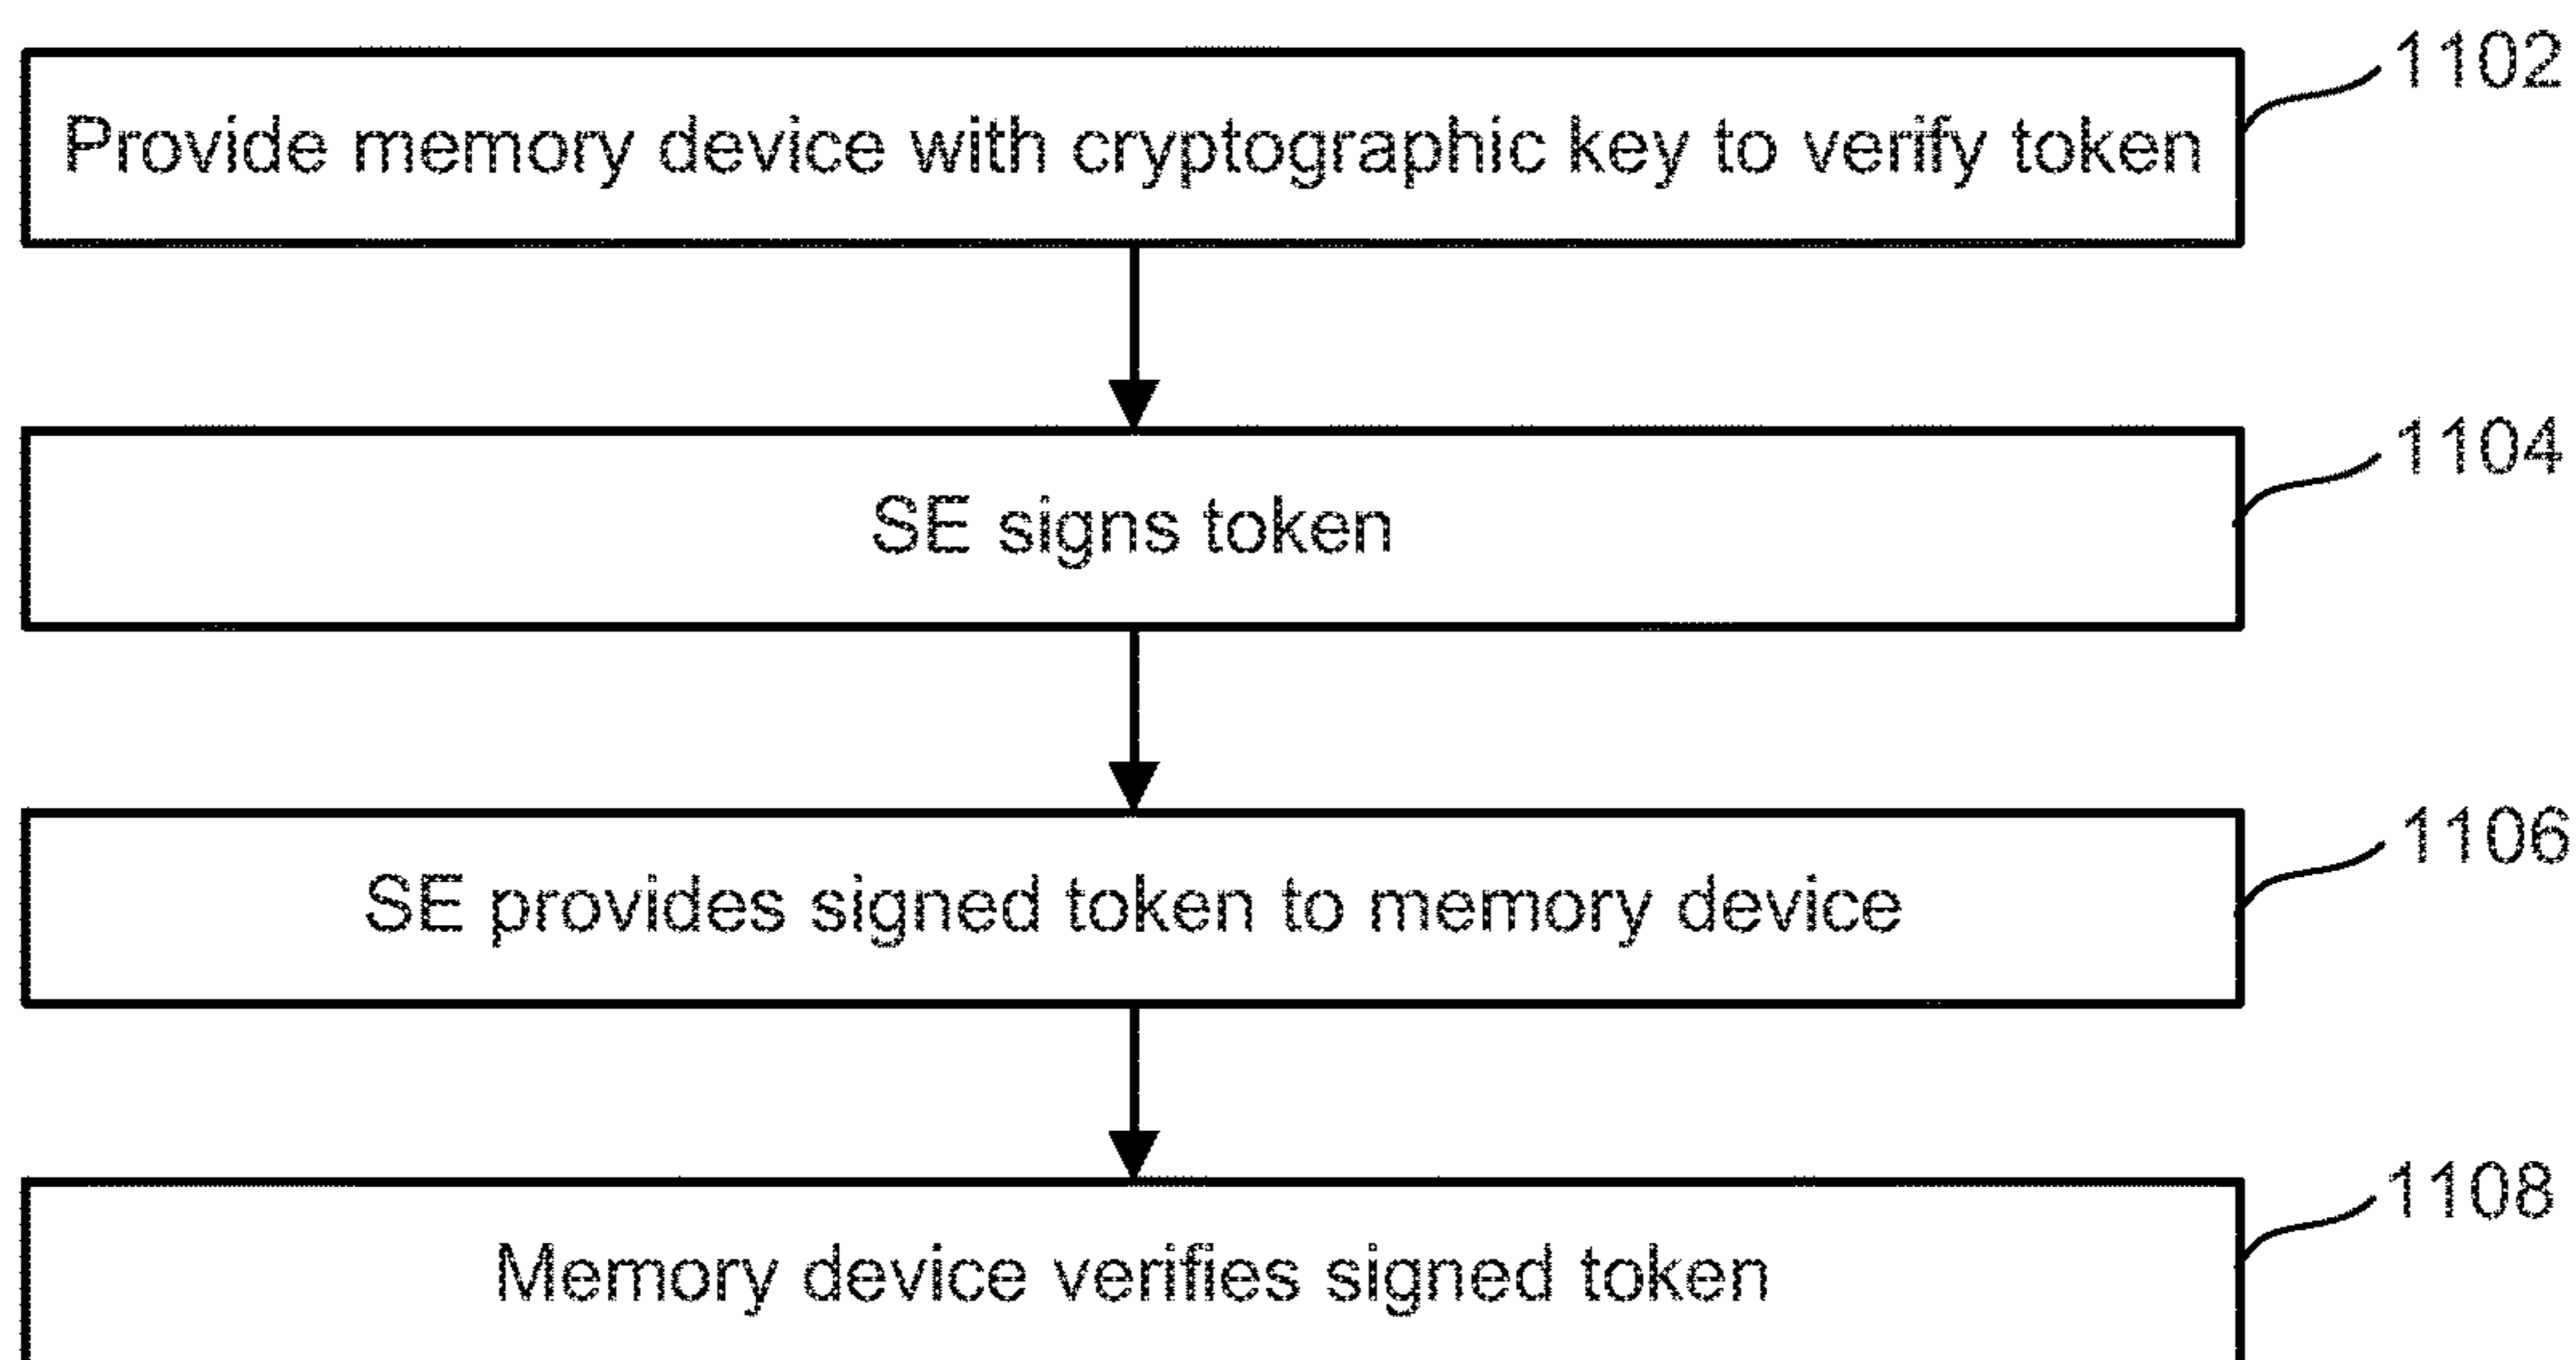 1102
Provide memory device with cryptographic key to verify token
1104
SE signs token
1106
SE provides signed token to memory device
1108
Memory device verifies signed token